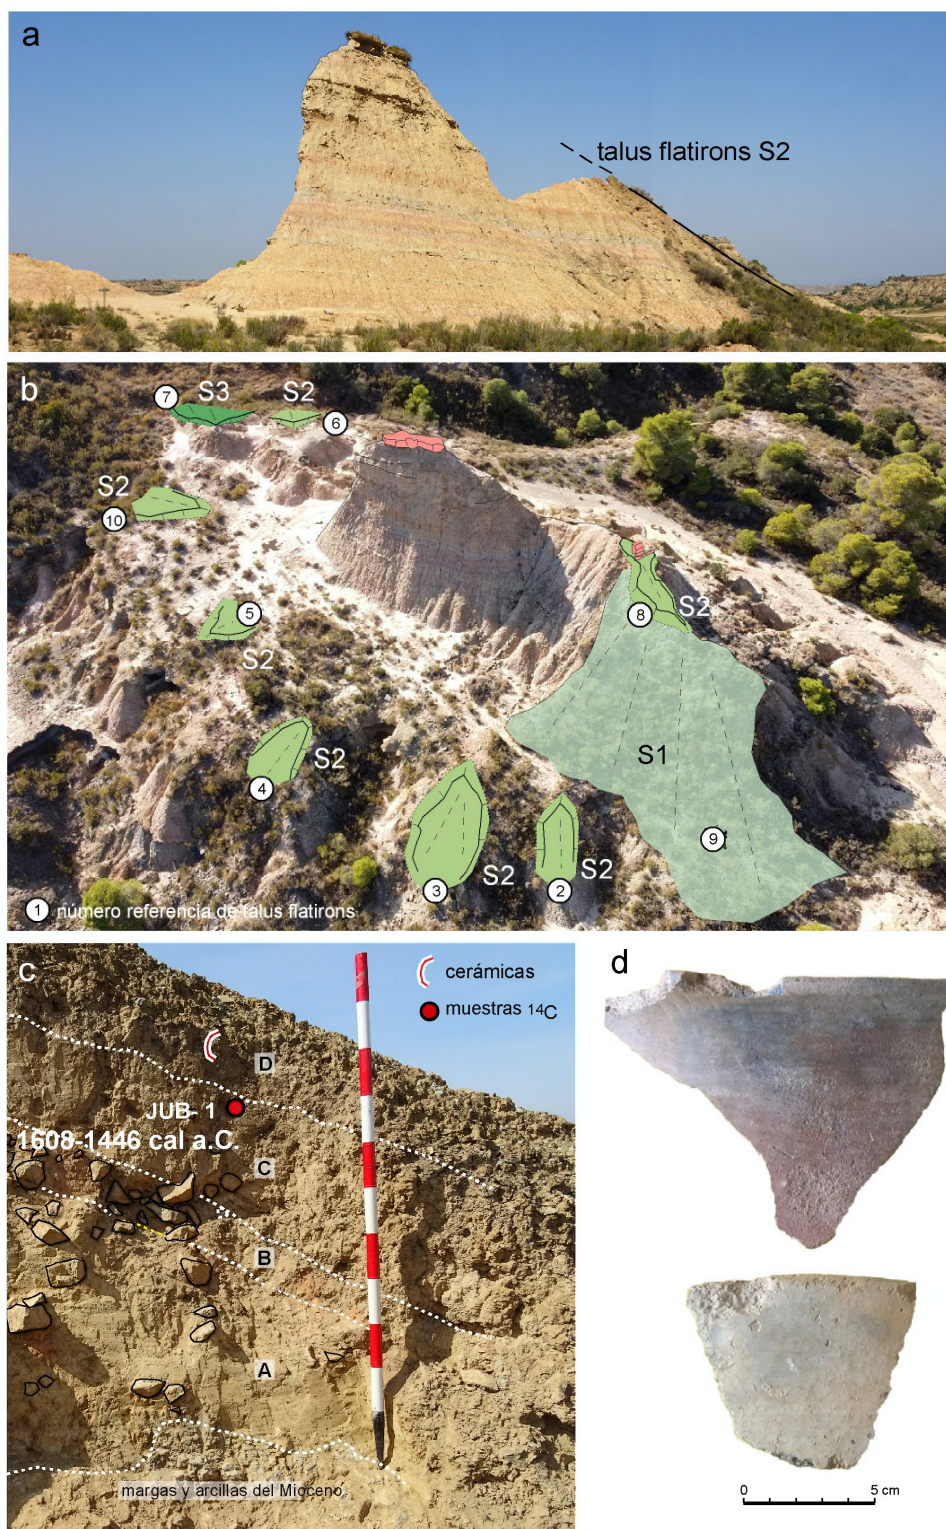 a
talus flatirons S2
b
7
S3
S2
6
S2
10
5
S2
8
S2
S2
4
S1
9
3
S2
2
S2
1 número referencia de talus flatirons
c
cerámicas
muestras 14C
D
JUB- 1
1608-1446 cal a.C.
C
B
A
margas y arcillas del Mioceno
d
0 5 cm